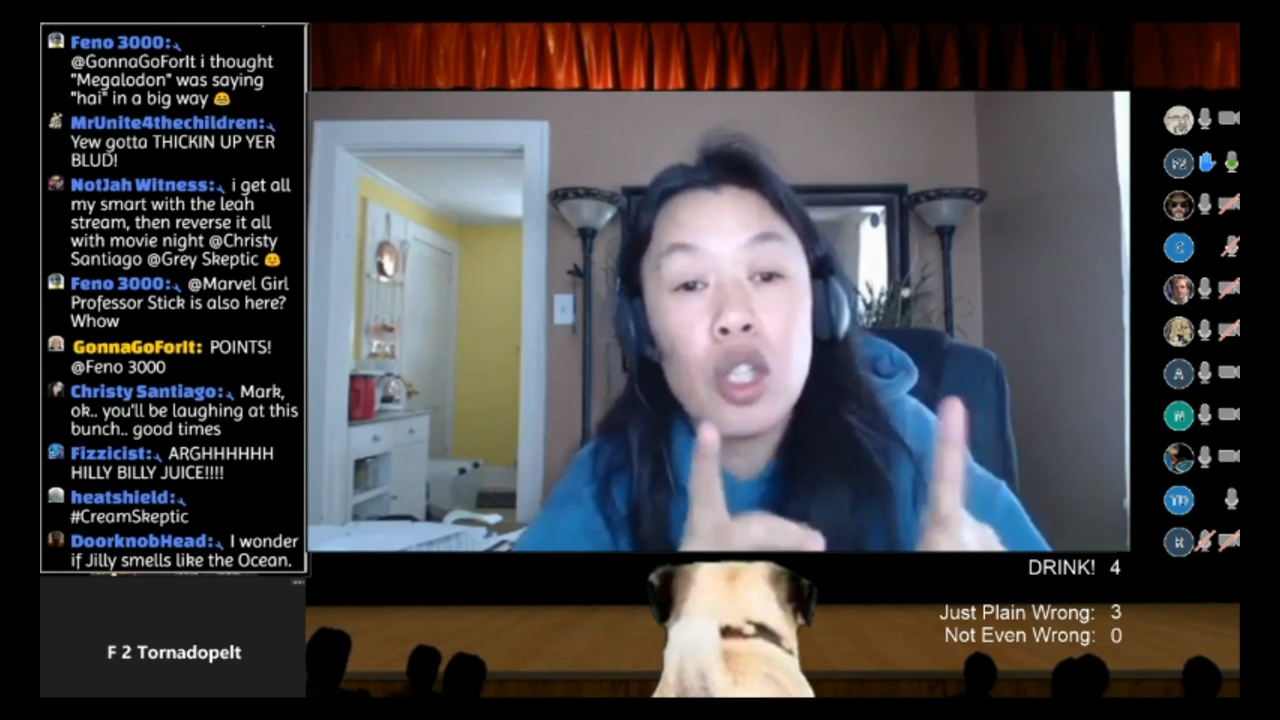 Feno 3000:
@GonnaGoForIt i thought
"Megalodon" was saying
"hai" in a big way
MrUnite4thechildren:
Yew gotta THICKIN UP YER
BLUD!
NotJah Witness: i get all
my smart with the leah
stream, then reverse it all
with movie night @Christy
Santiago @Grey Skeptic
Feno 3000: @Marvel Girl
Professor Stick is also here?
Whow
GonnaGoForIt: POINTS!
@Feno 3000
Christy Santiago: Mark,
ok.. you'll be laughing at this
bunch.. good times
Fizzicist: ARGHHHHHH
HILLY BILLY JUICE!!!!
heatshield:
#CreamSkeptic
DoorknobHead: I wonder
if Jilly smells like the Ocean.
F 2 Tornadopelt
DRINK! 4
Just Plain Wrong: 3
Not Even Wrong: 0